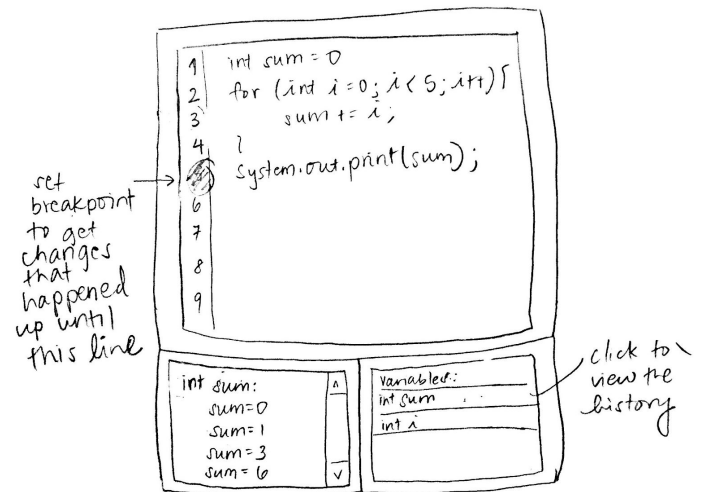 1 int sum = 0
2 for (int i = 0; i < 5; i++) {
3 sum += i;
4 }
5 System.out.print(sum);
6
7
8
9
set
breakpoint
to get
changes
that
happened
up until
this line
int sum:
sum=0
sum=1
sum=3
sum=6
^
v
variables:
int sum
int i
click to
view the
history